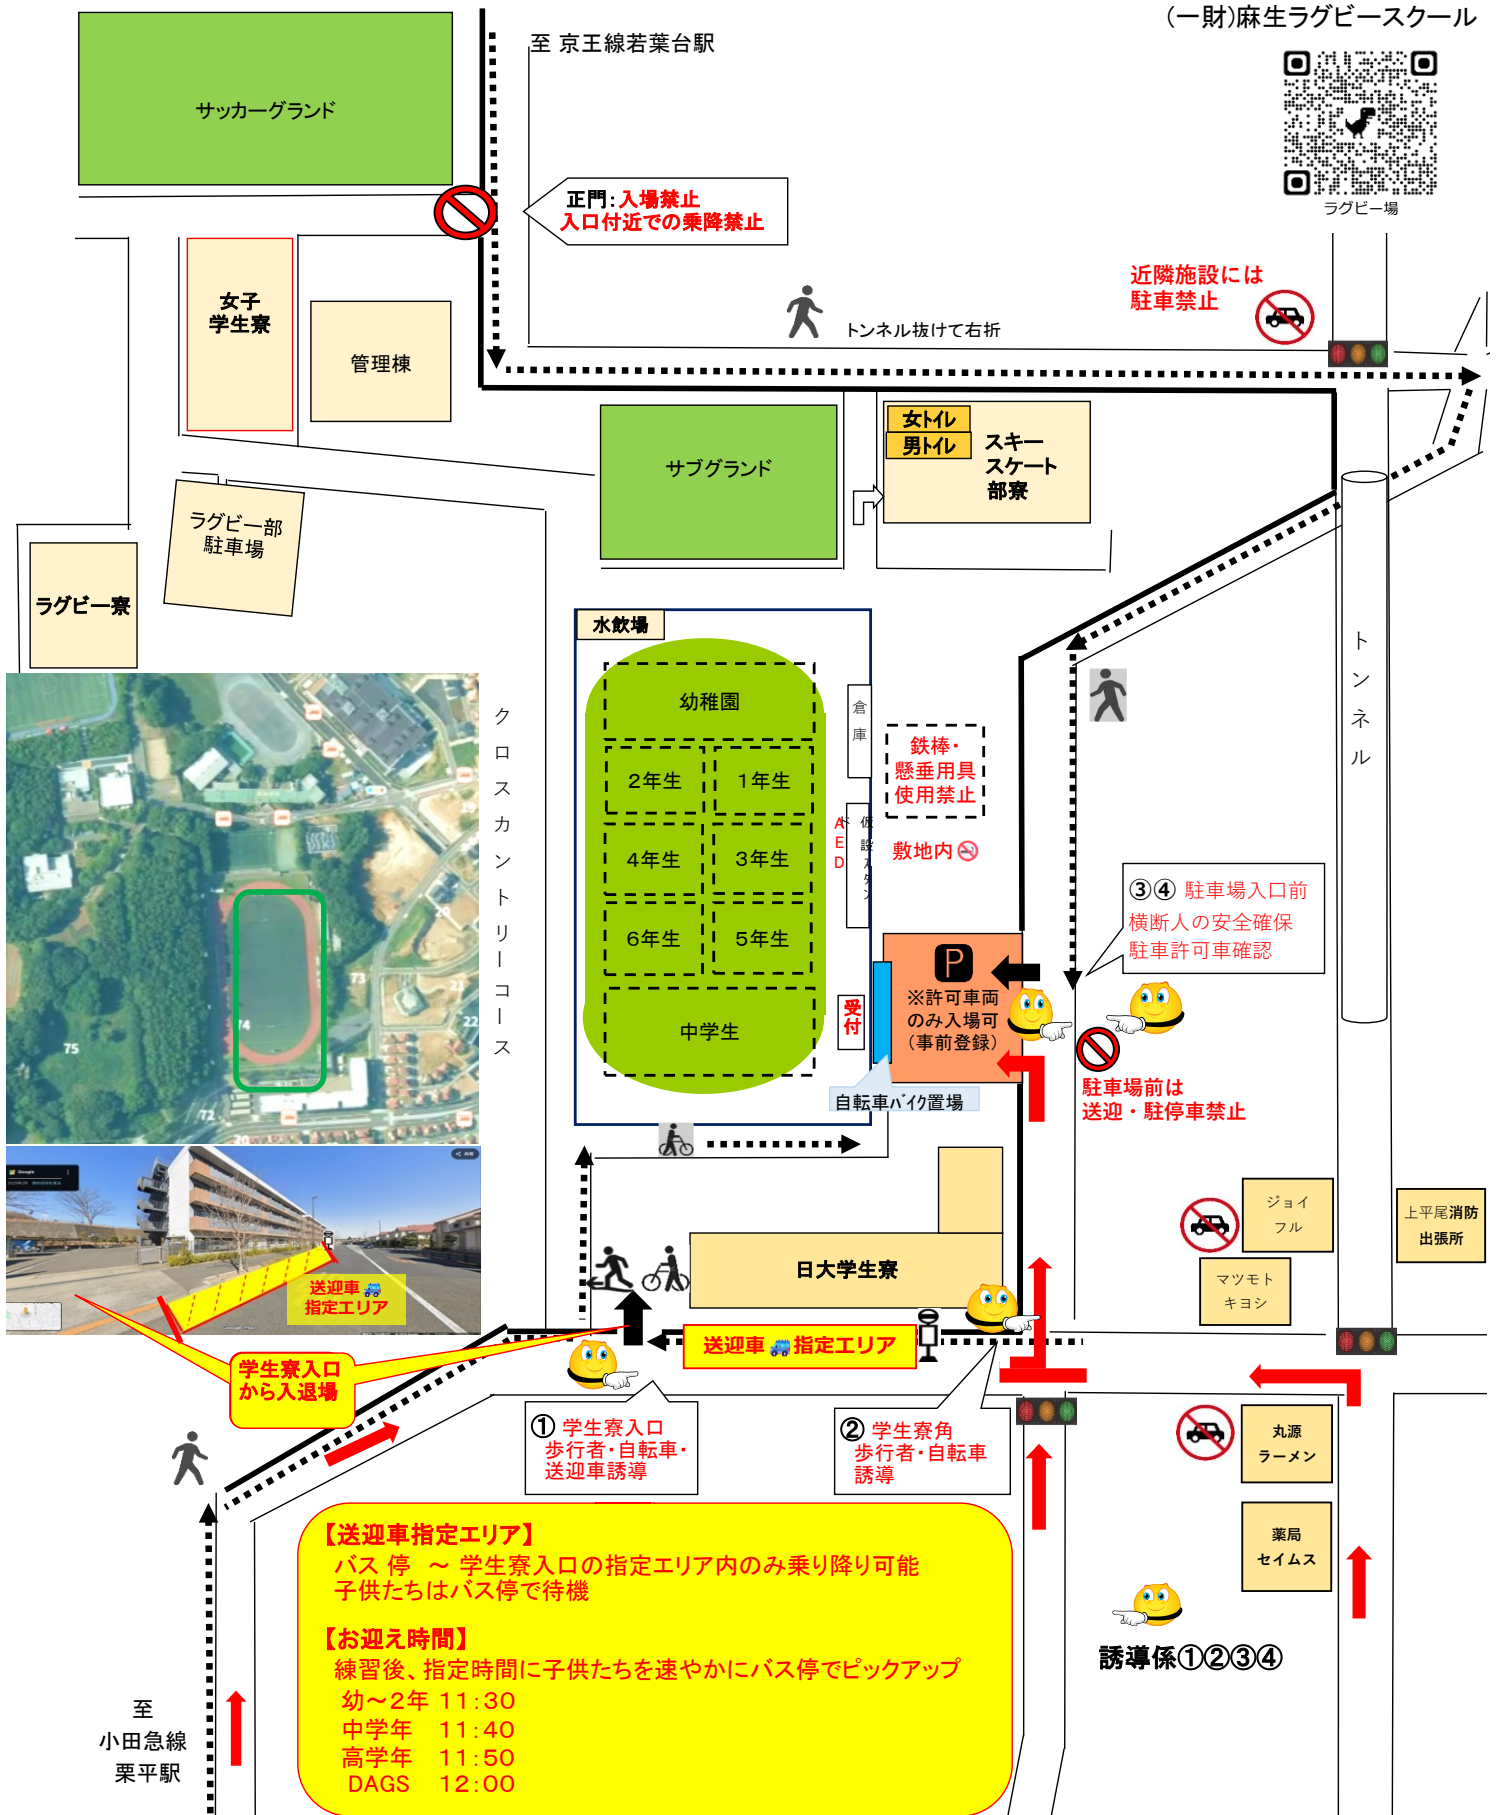 (一財)麻生ラグビースクール
至 京王線若葉台駅
サッカーグランド
ラグビー場
正門:入場禁止
入口付近での乗降禁止
近隣施設には
駐車禁止
女子
学生寮
管理棟
トンネル抜けて右折
女トイレ
男トイレ
スキー
スケート
部寮
サブグランド
ラグビー部
駐車場
ラグビー寮
水飲場
トンネル
クロスカントリーコース
幼稚園
倉庫
2年生
1年生
鉄棒・
懸垂用具
使用禁止
AED
4年生
3年生
敷地内
③④ 駐車場入口前
横断人の安全確保
駐車許可車確認
6年生
5年生
P
※許可車両
のみ入場可
(事前登録)
受付
中学生
自転車バイク置場
駐車場前は
送迎・駐停車禁止
75
74
73
72
70
22
21
20
19
Google
ジョイ
フル
上平尾消防
出張所
マツモト
キヨシ
日大学生寮
送迎車
指定エリア
送迎車 指定エリア
学生寮入口
から入退場
① 学生寮入口
歩行者・自転車・
送迎車誘導
② 学生寮角
歩行者・自転車
誘導
丸源
ラーメン
薬局
セイムス
誘導係①②③④
【送迎車指定エリア】
バス 停 ～ 学生寮入口の指定エリア内のみ乗り降り可能
子供たちはバス停で待機
【お迎え時間】
練習後、指定時間に子供たちを速やかにバス停でピックアップ
幼～2年 11:30
中学年 11:40
高学年 11:50
DAGS 12:00
至
小田急線
栗平駅